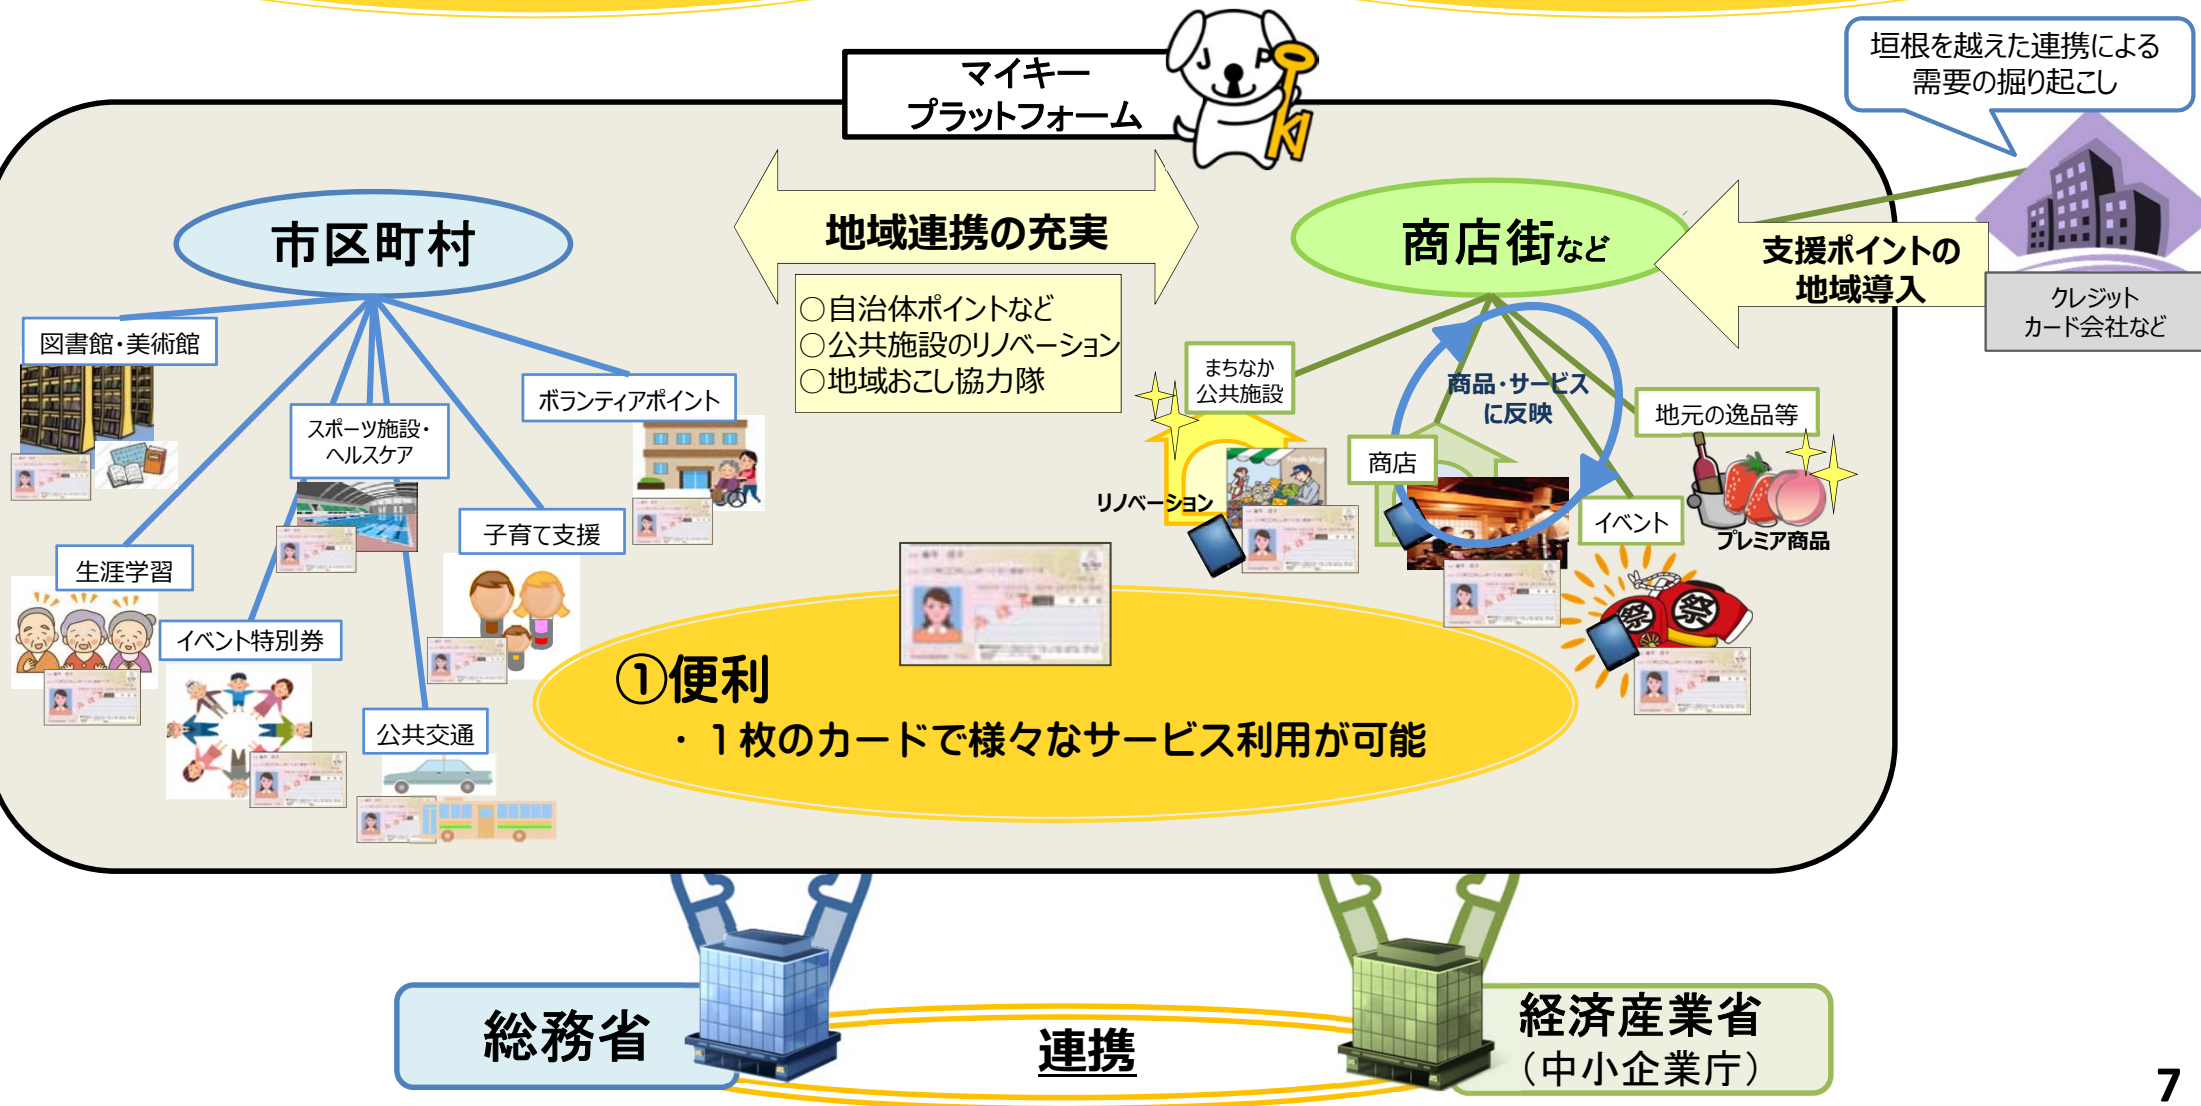 マイキー
プラットフォーム
垣根を越えた連携による
需要の掘り起こし
市区町村
地域連携の充実
○自治体ポイントなど
○公共施設のリノベーション
○地域おこし協力隊
商店街など
支援ポイントの
地域導入
クレジット
カード会社など
図書館・美術館
スポーツ施設・
ヘルスケア
ボランティアポイント
生涯学習
子育て支援
イベント特別券
公共交通
まちなか
公共施設
リノベーション
商店
商品・サービス
に反映
イベント
祭
祭
地元の逸品等
プレミア商品
①便利
・１枚のカードで様々なサービス利用が可能
総務省
連携
経済産業省
（中小企業庁）
7